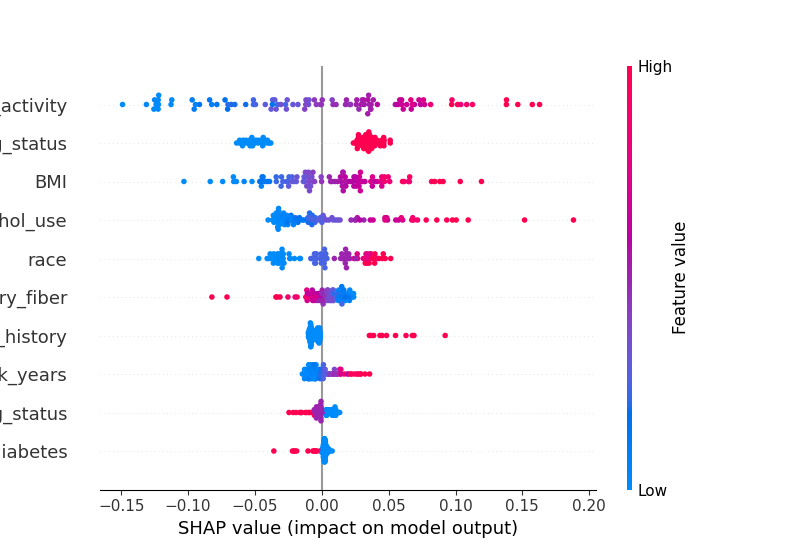 High
_activity
g_status
BMI
hol_use
race
ry_fiber
_history
k_years
g_status
iabetes
Feature value
Low
−0.15 −0.10 −0.05 0.00 0.05 0.10 0.15 0.20
SHAP value (impact on model output)